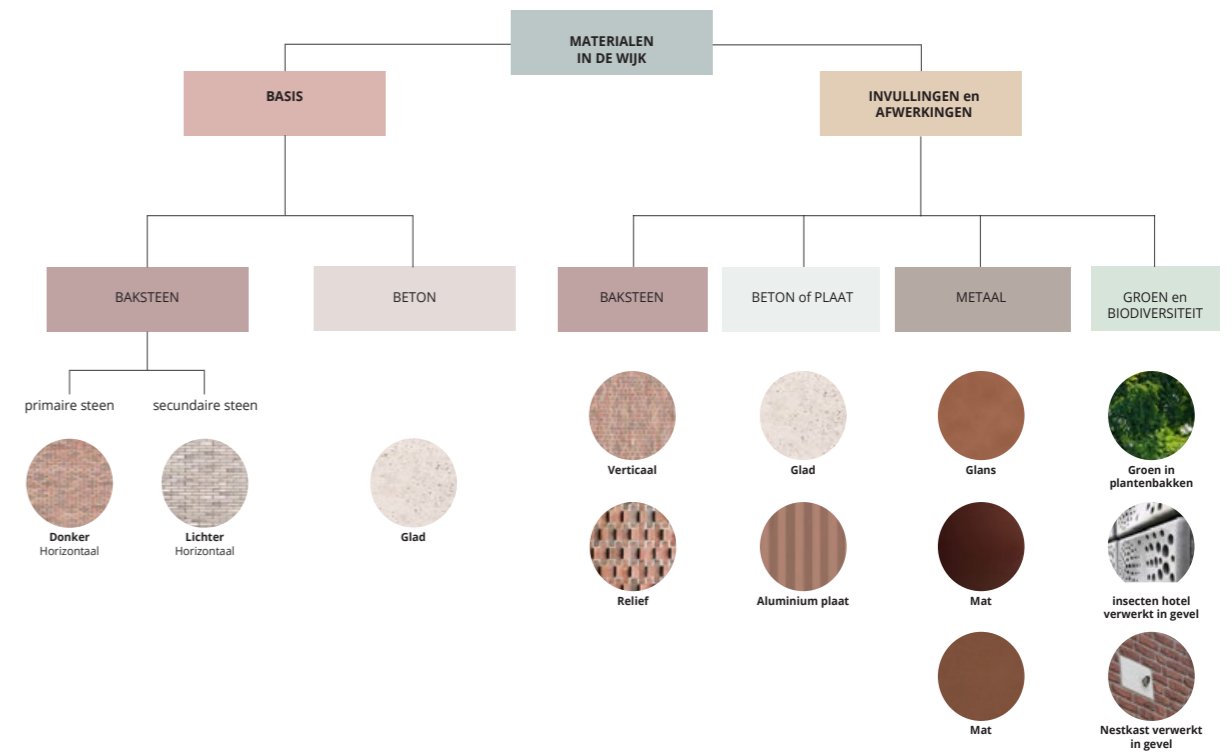 MATERIALEN
IN DE WIJK
BASIS
INVULLINGEN en
AFWERKINGEN
BAKSTEEN
BETON
BAKSTEEN
BETON of PLAAT
METAAL
GROEN en
BIODIVERSITEIT
primaire steen
secundaire steen
Donker
Horizontaal
Lichter
Horizontaal
Glad
Verticaal
Glad
Glans
Groen in
plantenbakken
Relief
Aluminium plaat
Mat
insecten hotel
verwerkt in gevel
Mat
Nestkast verwerkt
in gevel